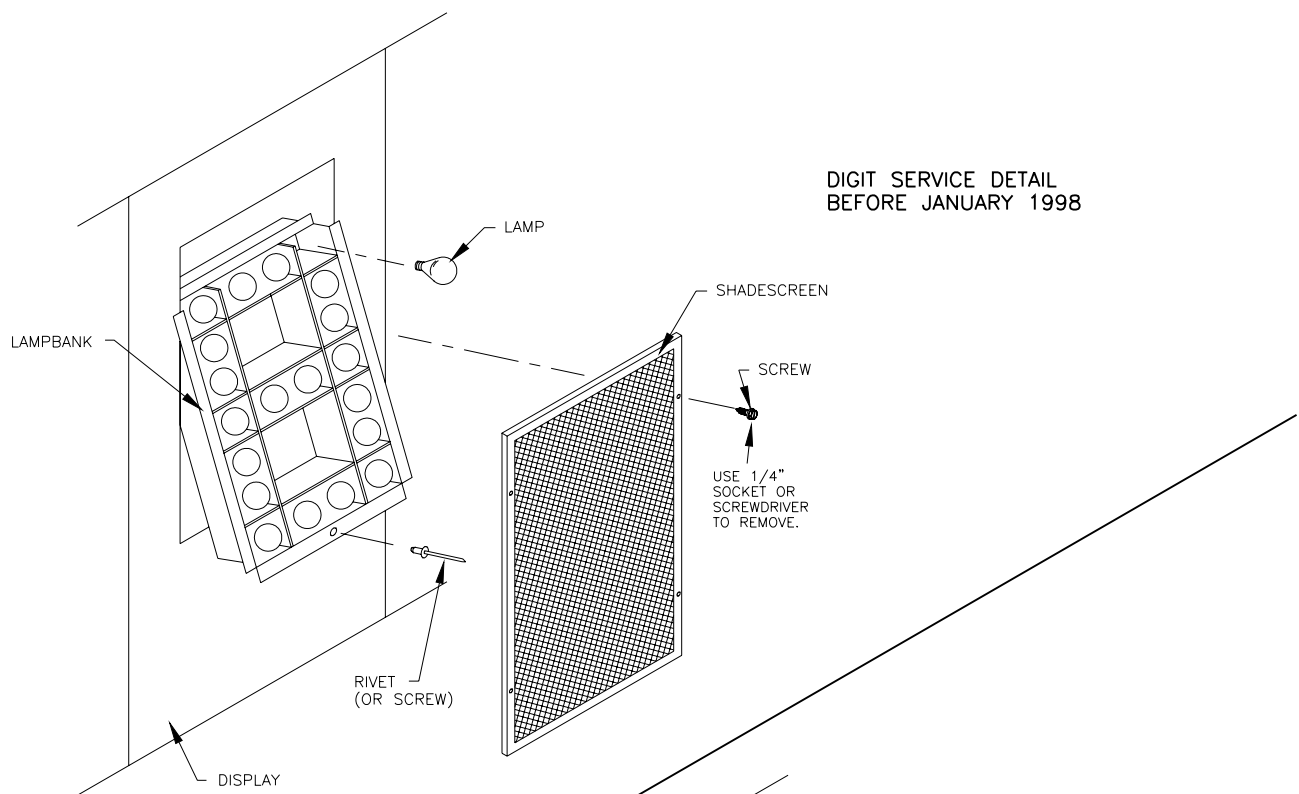 DIGIT SERVICE DETAIL
BEFORE JANUARY 1998
LAMP
SHADESCREEN
LAMPBANK
SCREW
USE 1/4"
SOCKET OR
SCREWDRIVER
TO REMOVE.
RIVET
(OR SCREW)
DISPLAY